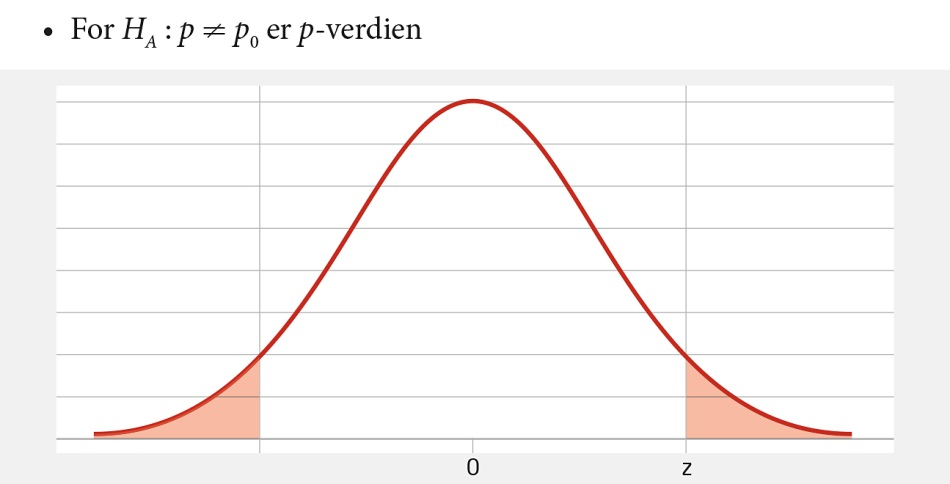 • For H_A : p ≠ p_0 er p-verdien
0 z